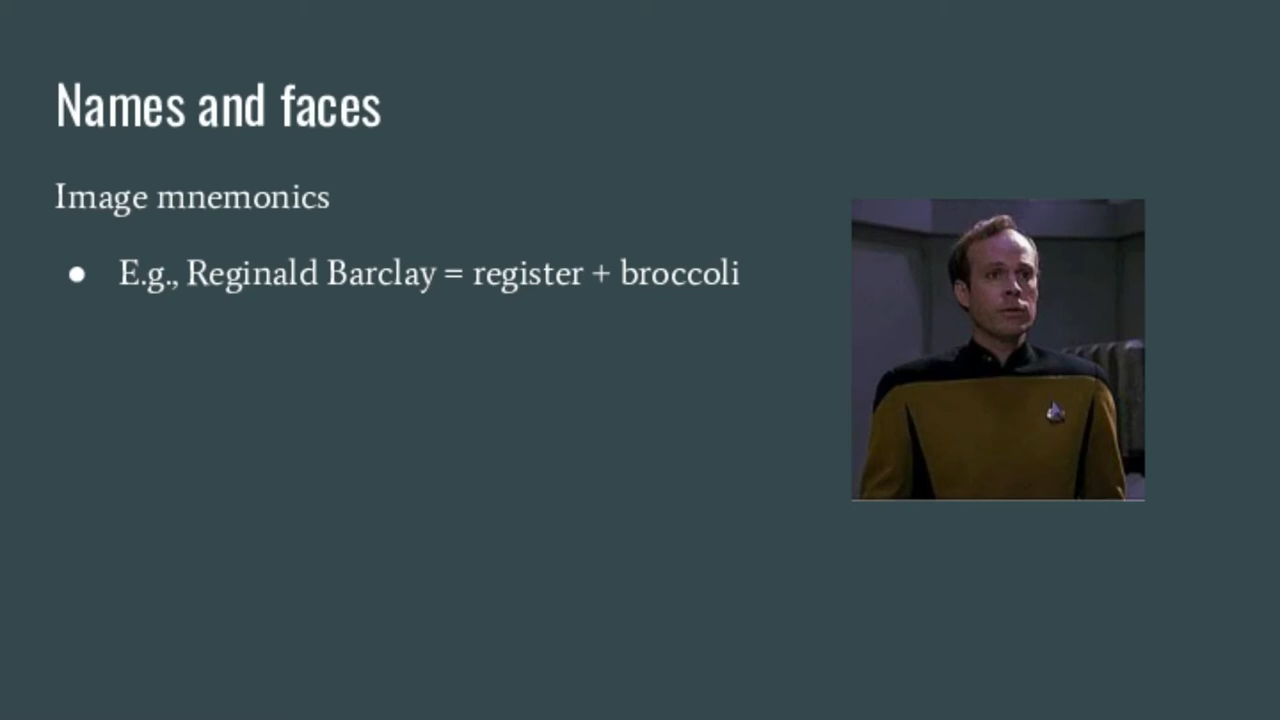 Names and faces
Image mnemonics
● E.g., Reginald Barclay = register + broccoli